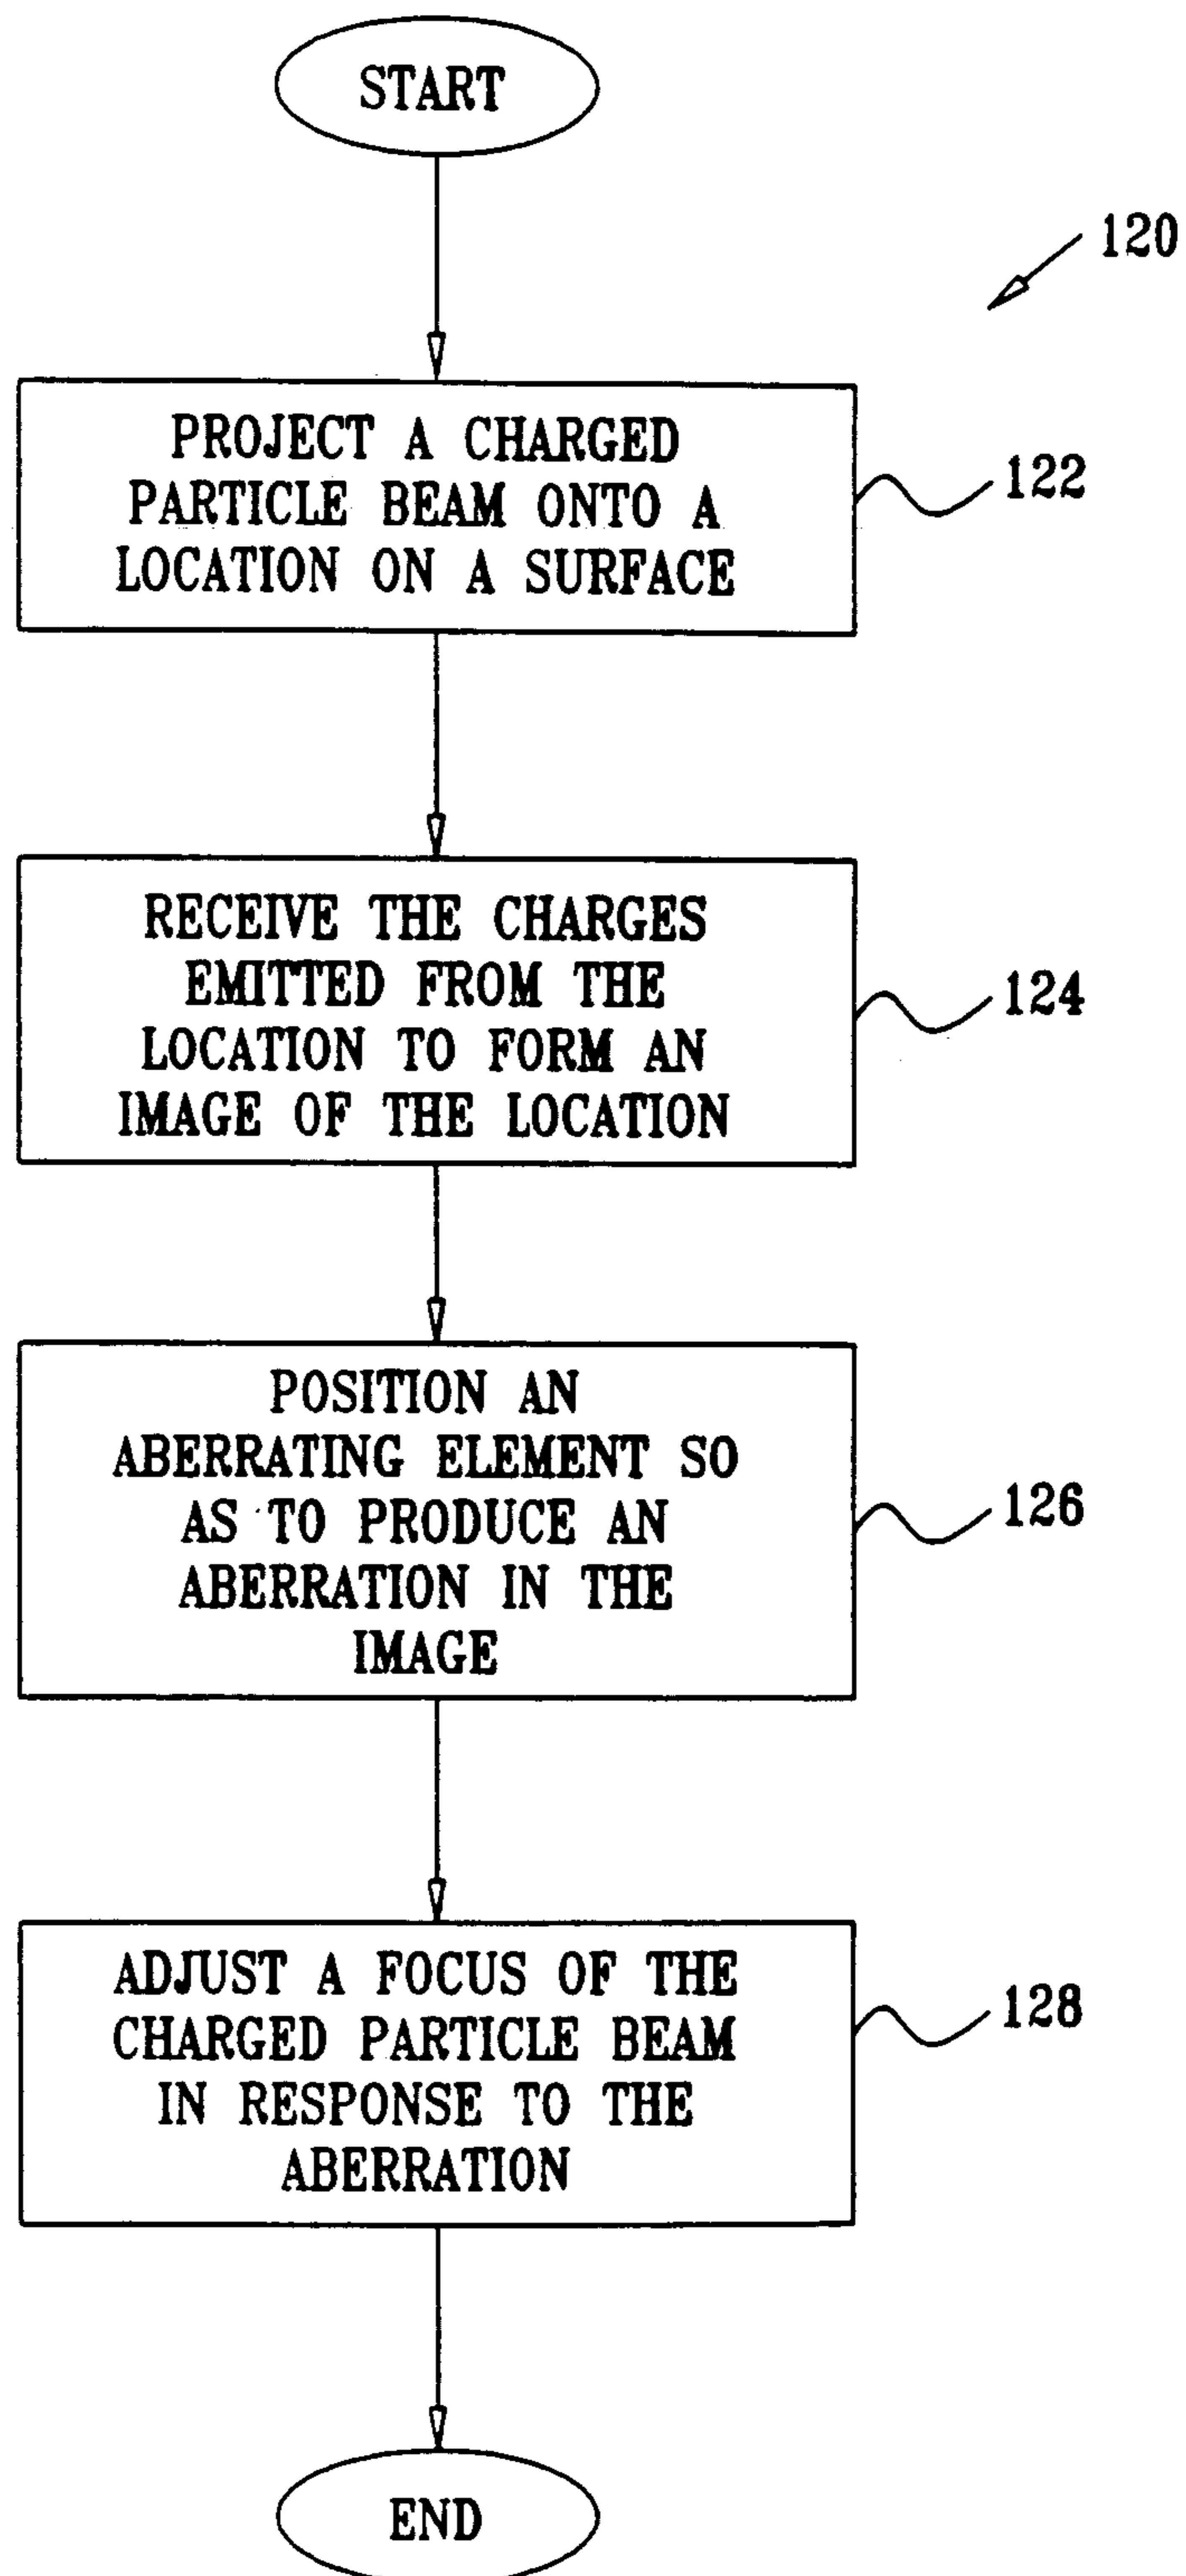 START
120
PROJECT A CHARGED
PARTICLE BEAM ONTO A
LOCATION ON A SURFACE
122
RECEIVE THE CHARGES
EMITTED FROM THE
LOCATION TO FORM AN
IMAGE OF THE LOCATION
124
POSITION AN
ABERRATING ELEMENT SO
AS TO PRODUCE AN
ABERRATION IN THE
IMAGE
126
ADJUST A FOCUS OF THE
CHARGED PARTICLE BEAM
IN RESPONSE TO THE
ABERRATION
128
END